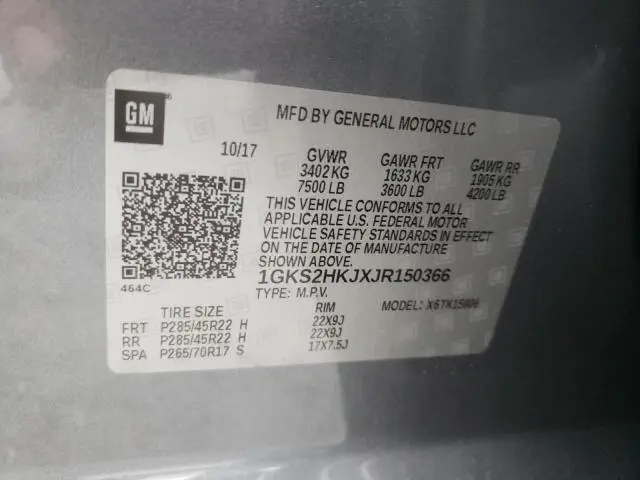 GM
MFD BY GENERAL MOTORS LLC
10/17 GVWR GAWR FRT GAWR RR
3402 KG 1633 KG 1905 KG
7500 LB 3600 LB 4200 LB
THIS VEHICLE CONFORMS TO ALL
APPLICABLE U.S. FEDERAL MOTOR
VEHICLE SAFETY STANDARDS IN EFFECT
ON THE DATE OF MANUFACTURE
SHOWN ABOVE.
1GKS2HKJXJR150366
464C
TYPE: M.P.V.
MODEL:
TIRE SIZE RIM
FRT P285/45R22 H 22X9J
RR P285/45R22 H 22X9J
SPA P265/70R17 S 17X7.5J